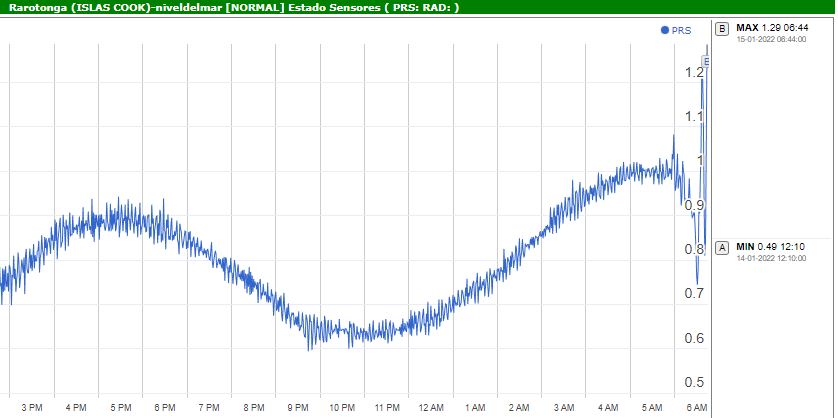 Rarotonga (ISLAS COOK)-niveldelmar [NORMAL] Estado Sensores ( PRS: RAD: )
PRS
B MAX 1.29 06:44
15-01-2022 06:44:00
B
1.2
1.1
1
0.9
0.8
0.7
0.6
0.5
A MIN 0.49 12:10
14-01-2022 12:10:00
3 PM 4 PM 5 PM 6 PM 7 PM 8 PM 9 PM 10 PM 11 PM 12 AM 1 AM 2 AM 3 AM 4 AM 5 AM 6 AM